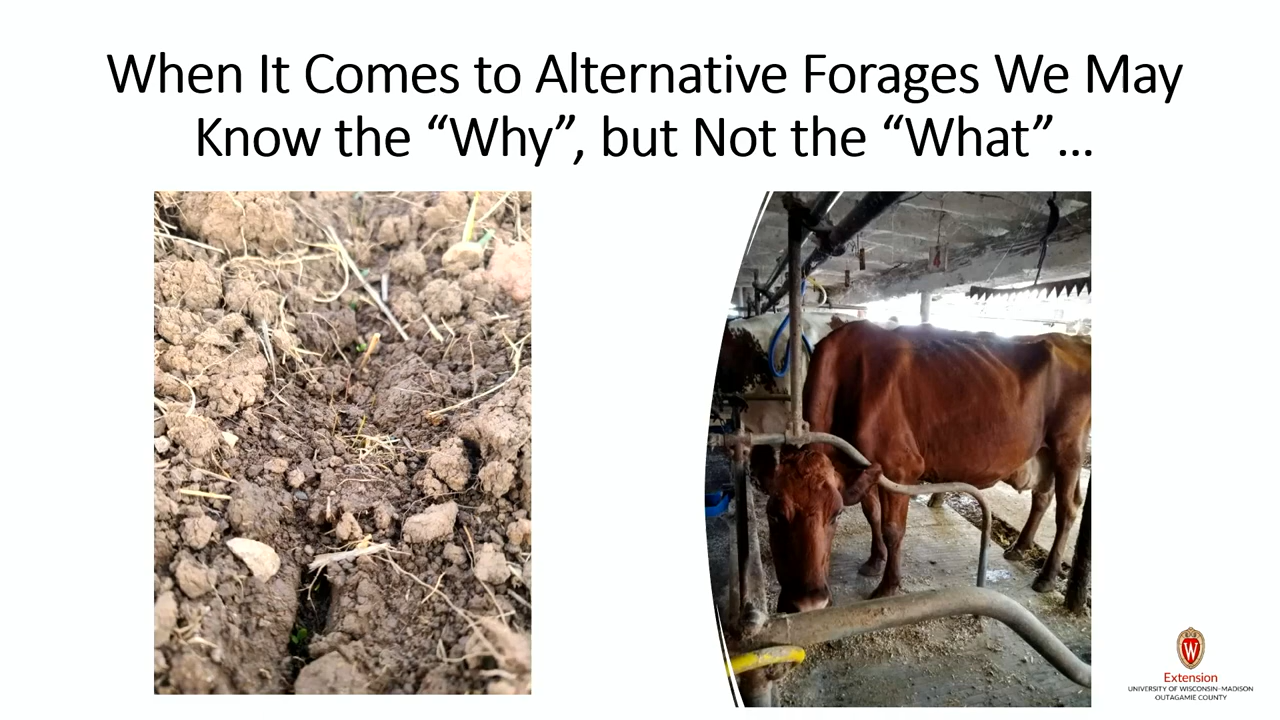 When It Comes to Alternative Forages We May
Know the “Why”, but Not the “What”…
W
Extension
UNIVERSITY OF WISCONSIN–MADISON
OUTAGAMIE COUNTY